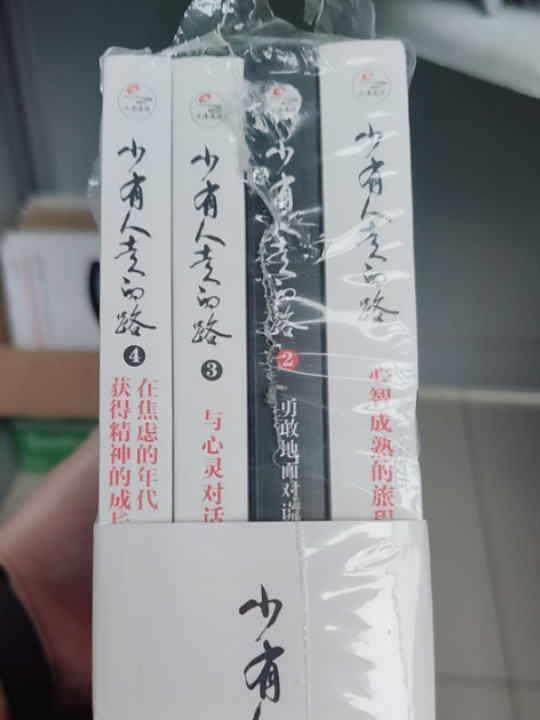 少有人走的路
4
在焦虑的年代
获得精神的成长
少有人走的路
3
与心灵对话
少有人走的路
2
勇敢地面对谎
少有人走的路
心智成熟的旅程
少有人